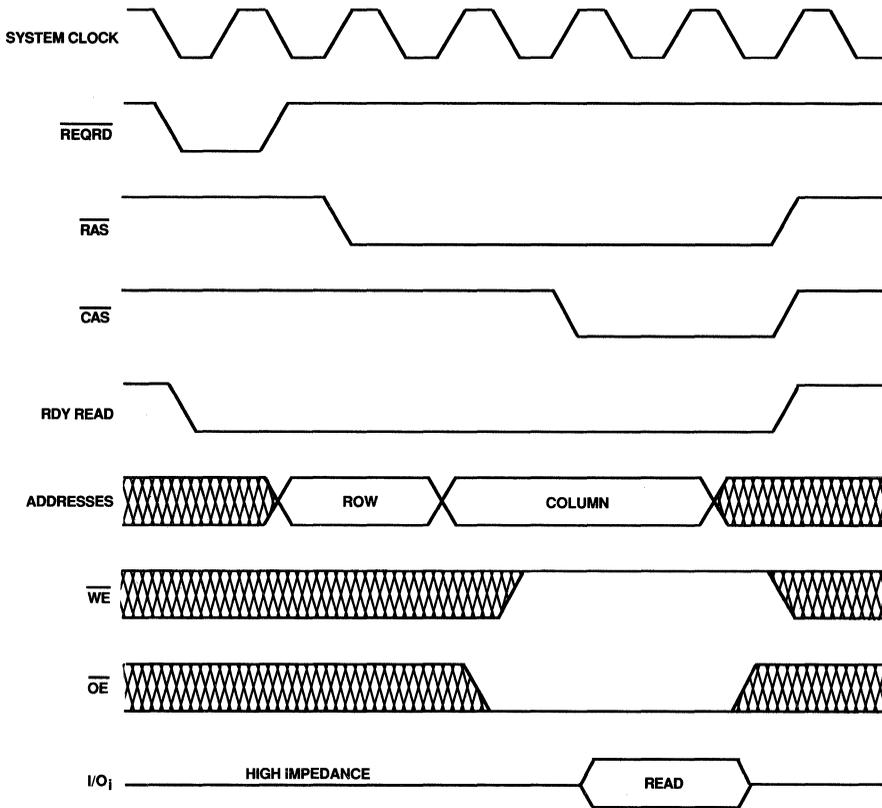 SYSTEM CLOCK
REQRD
RAS
CAS
RDY READ
ADDRESSES ROW COLUMN
WE
OE
I/Oi HIGH IMPEDANCE READ